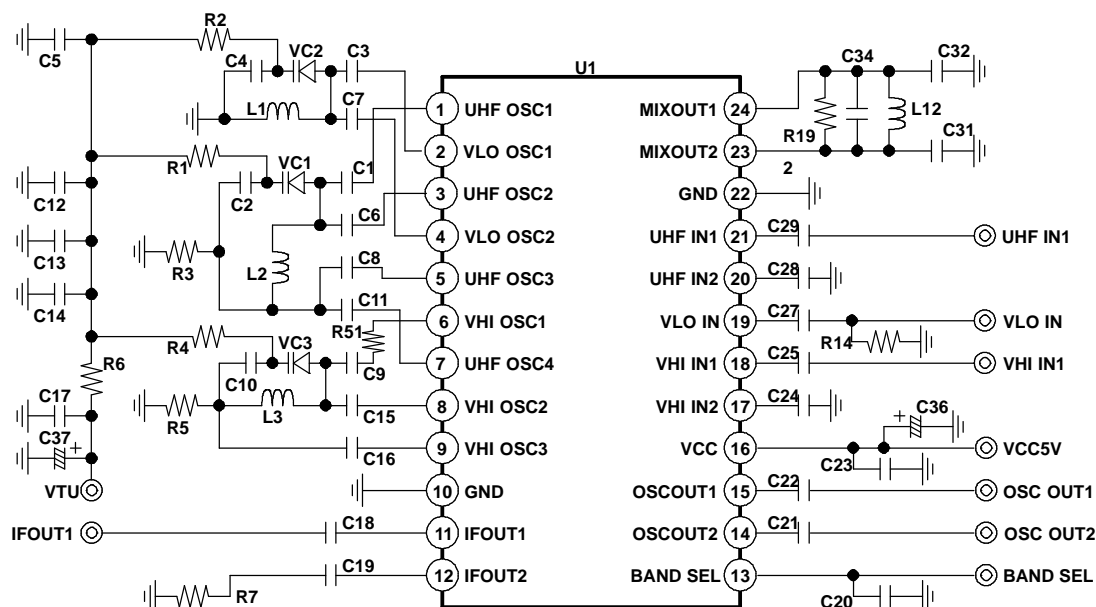 R2
C5
C4
VC2
C3
L1
C7
R1
VC1
C1
C12
C2
C6
C13
R3
L2
C8
C14
C11
R51
R4
VC3
R6
C10
C9
C17
R5
L3
C15
C37
+
C16
VTU
IFOUT1
C18
C19
R7
U1
1 UHF OSC1
2 VLO OSC1
3 UHF OSC2
4 VLO OSC2
5 UHF OSC3
6 VHI OSC1
7 UHF OSC4
8 VHI OSC2
9 VHI OSC3
10 GND
11 IFOUT1
12 IFOUT2
MIXOUT1 24
MIXOUT2 23
GND 22
UHF IN1 21
UHF IN2 20
VLO IN 19
VHI IN1 18
VHI IN2 17
VCC 16
OSCOUT1 15
OSCOUT2 14
BAND SEL 13
C34
C32
L12
R19
C31
2
C29
UHF IN1
C28
C27
VLO IN
R14
C25
VHI IN1
C24
+
C36
VCC5V
C23
C22
OSC OUT1
C21
OSC OUT2
BAND SEL
C20